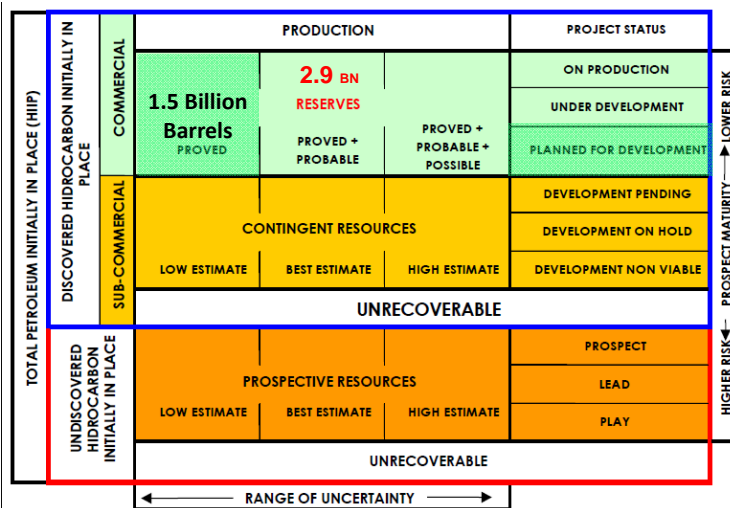 TOTAL PETROLEUM INITIALLY IN PLACE (HIIP)
DISCOVERED HIDROCARBON INITIALLY IN
PLACE
COMMERCIAL
PRODUCTION
PROJECT STATUS
1.5 Billion
Barrels
PROVED
2.9 BN
RESERVES
PROVED +
PROBABLE
PROVED +
PROBABLE +
POSSIBLE
ON PRODUCTION
UNDER DEVELOPMENT
PLANNED FOR DEVELOPMENT
SUB-COMMERCIAL
CONTINGENT RESOURCES
LOW ESTIMATE
BEST ESTIMATE
HIGH ESTIMATE
DEVELOPMENT PENDING
DEVELOPMENT ON HOLD
DEVELOPMENT NON VIABLE
UNRECOVERABLE
UNDISCOVERED
HIDROCARBON
INITIALLY IN PLACE
PROSPECTIVE RESOURCES
LOW ESTIMATE
BEST ESTIMATE
HIGH ESTIMATE
PROSPECT
LEAD
PLAY
UNRECOVERABLE
RANGE OF UNCERTAINTY
HIGHER RISK
PROSPECT MATURITY
LOWER RISK